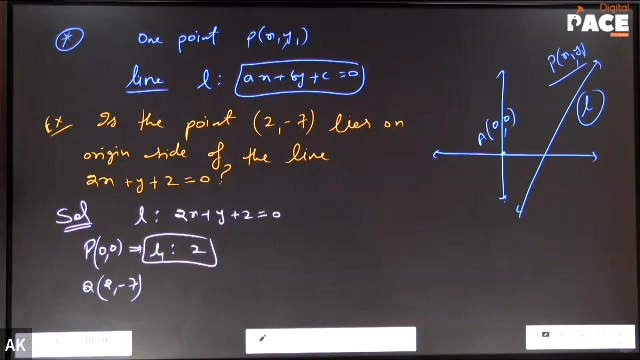 * One point P(x₁, y₁)
line l: ax+by+c=0
Ex Is the point (2, -7) lies on
origin side of the line
2x+y+2=0?
Sol l: 2x+y+2=0
P(0,0) ⇒ l₁: 2
Q(2,-7)
Digital
PACE
P(x₁, y₁)
l
A(0,0)
AK